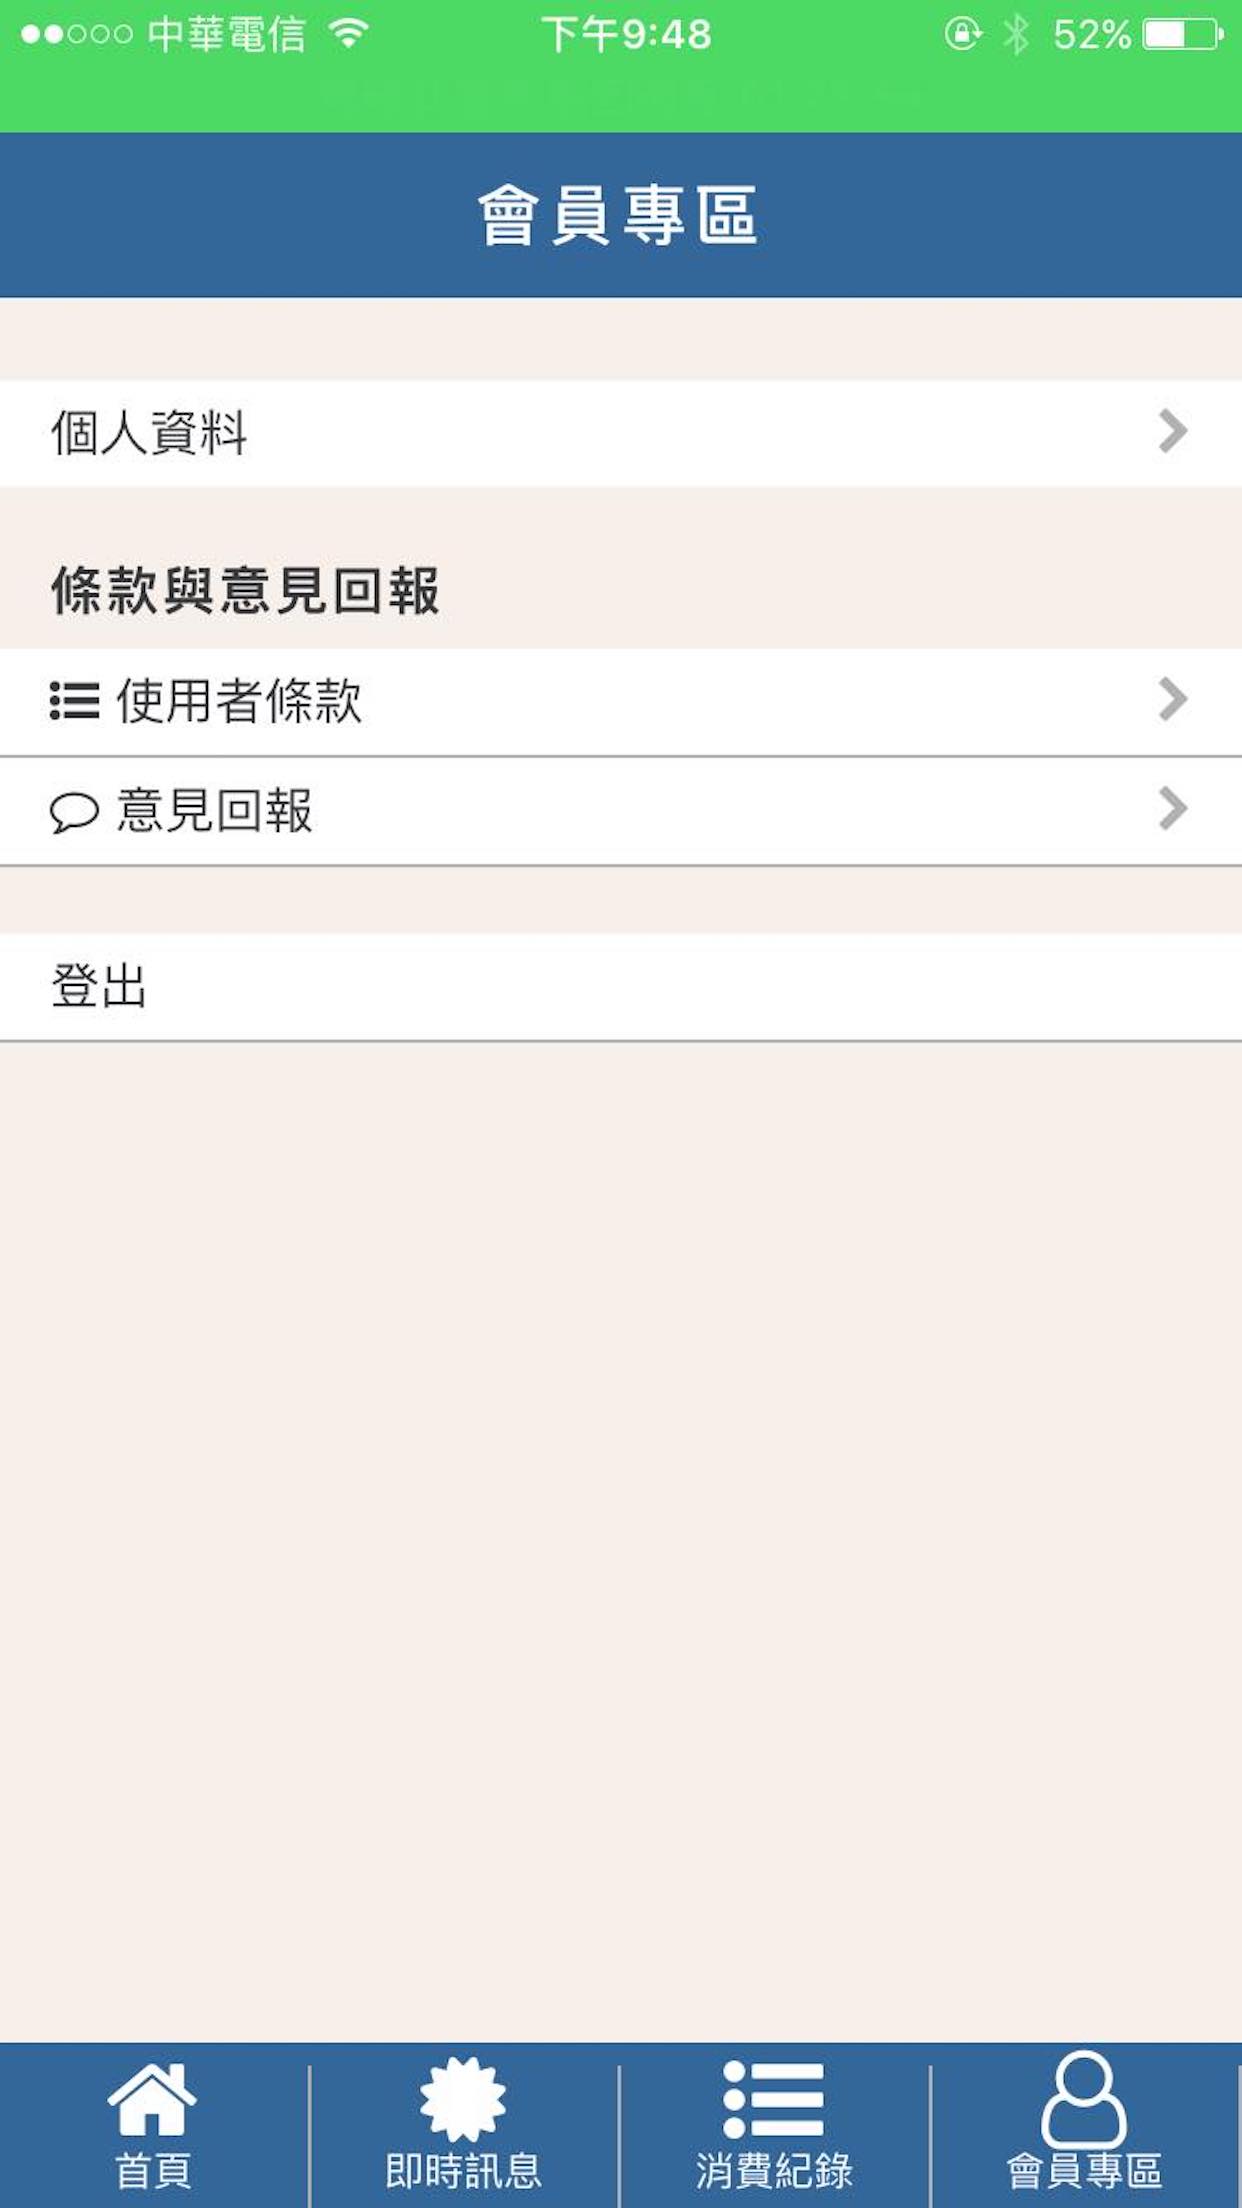 中華電信 下午9:48 52%
會員專區
個人資料
條款與意見回報
使用者條款
意見回報
登出
首頁 即時訊息 消費紀錄 會員專區